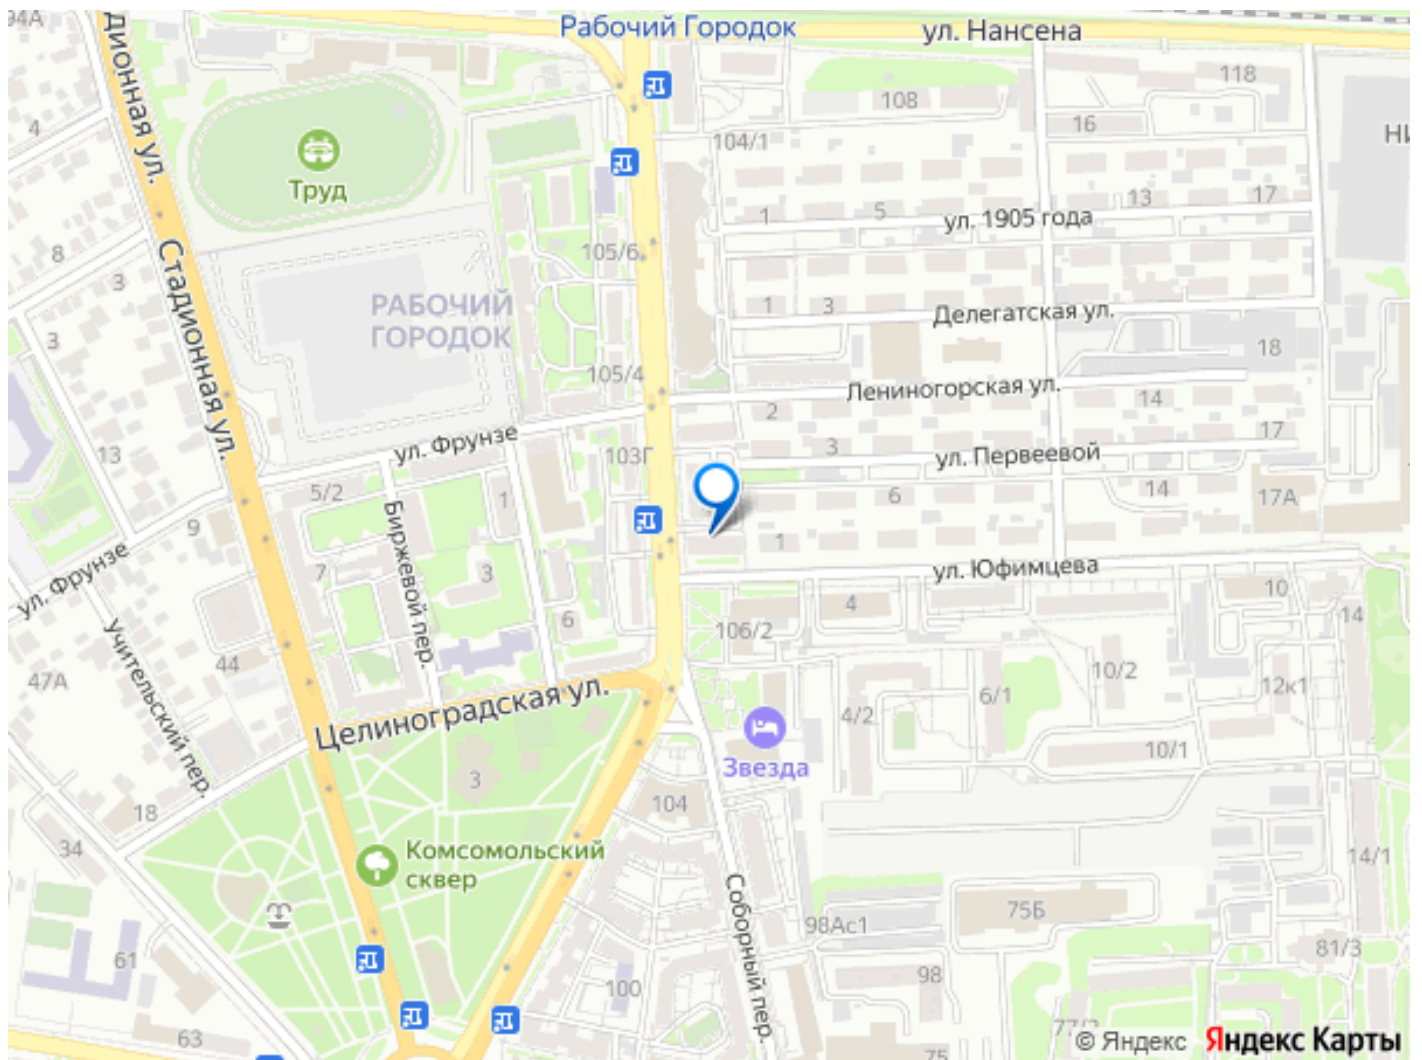 94А
Рабочий Городок
ул. Нансена
дионная ул.
118
108
16
НИ
4
104/1
Труд
13
17
1
5
ул. 1905 года
8
105/6
3
1
3
Делегатская ул.
РАБОЧИЙ
ГОРОДОК
3
18
Стадионная ул.
105/4
Лениногорская ул.
2
14
ул. Фрунзе
17
13
103Г
3
ул. Первеевой
5/2
1
6
14
17А
9
1
Биржевой пер.
ул. Фрунзе
7
3
ул. Юфимцева
4
10
14
6
106/2
44
47А
10/2
12к1
6/1
учительский пер.
Целиноградская ул.
4/2
10/1
3
Звезда
18
104
34
Комсомольский
сквер
14/1
Соборный пер.
75Б
98Ас1
61
81/3
98
100
63
77/2
75
© Яндекс
Яндекс Карты